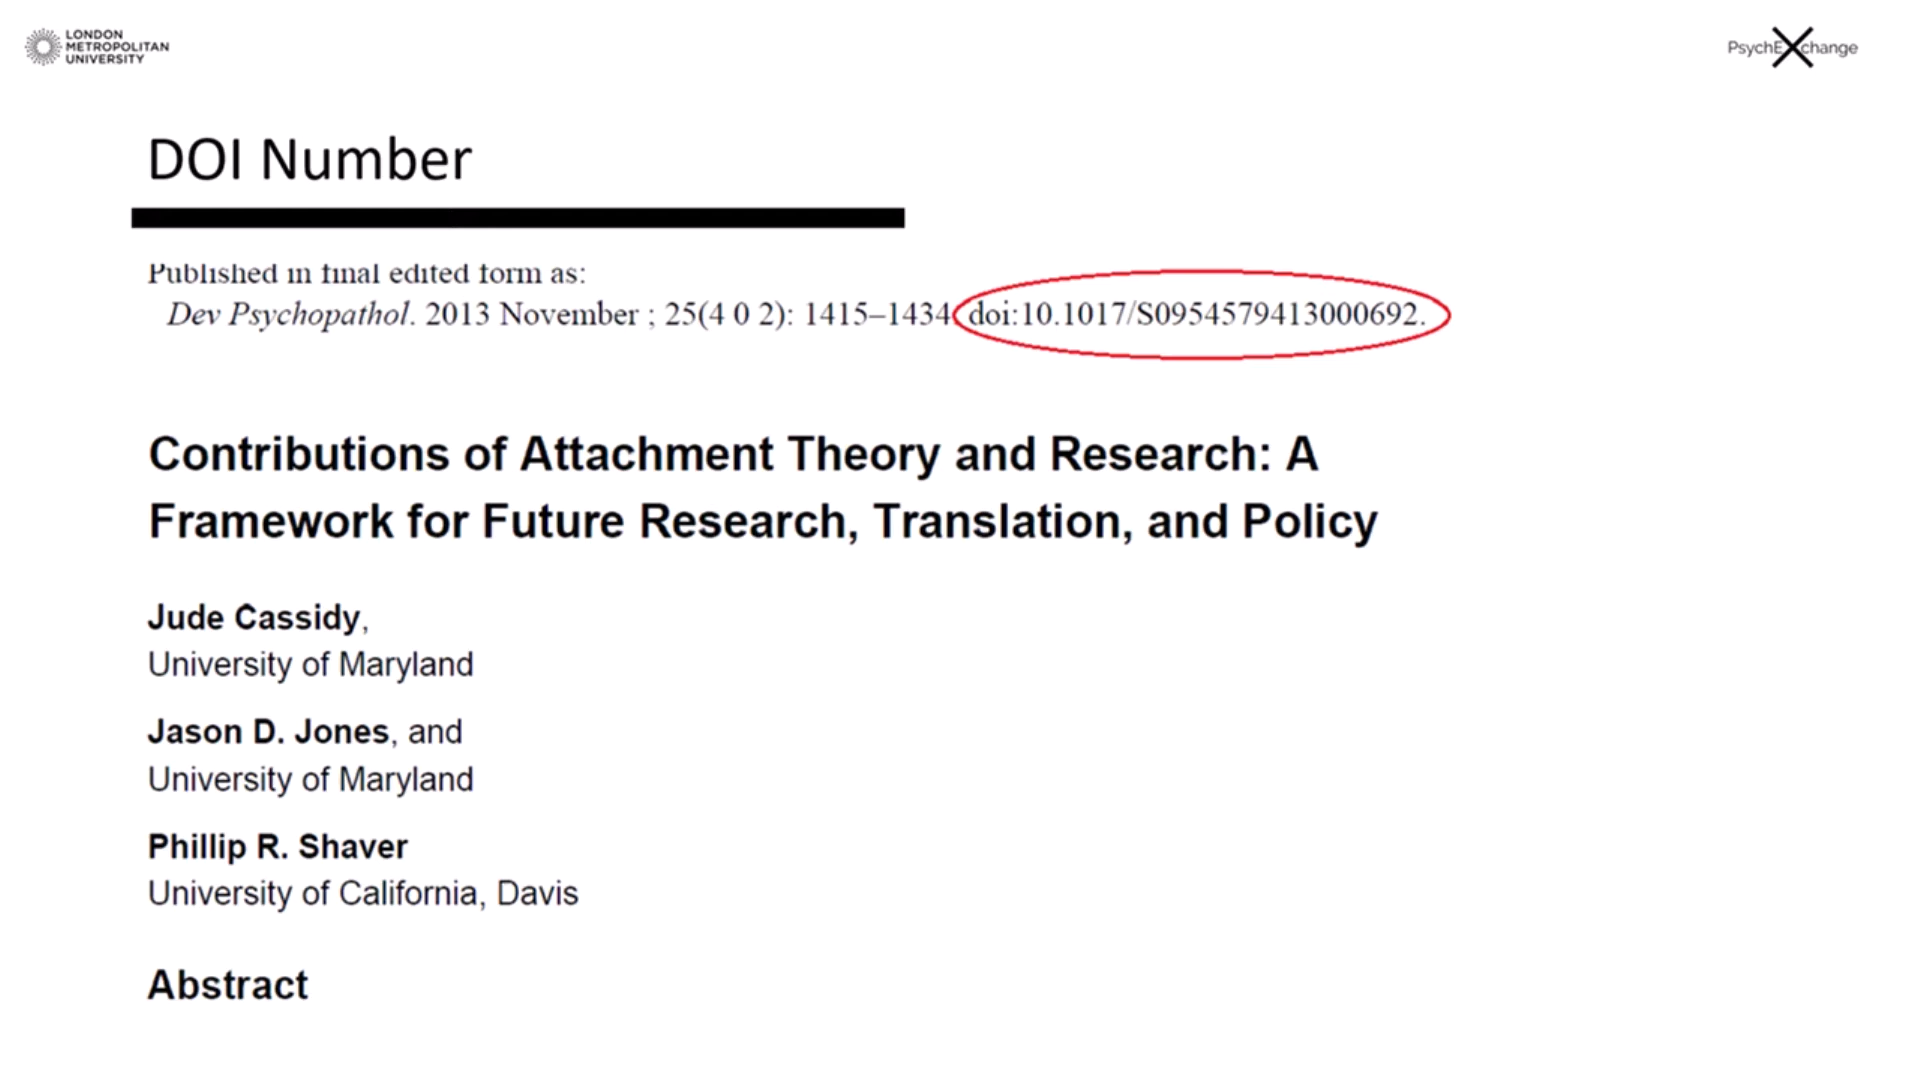 LONDON
METROPOLITAN
UNIVERSITY
PsychEXchange
DOI Number
Published in final edited form as:
Dev Psychopathol. 2013 November ; 25(4 0 2): 1415–1434 doi:10.1017/S0954579413000692.
Contributions of Attachment Theory and Research: A
Framework for Future Research, Translation, and Policy
Jude Cassidy,
University of Maryland
Jason D. Jones, and
University of Maryland
Phillip R. Shaver
University of California, Davis
Abstract